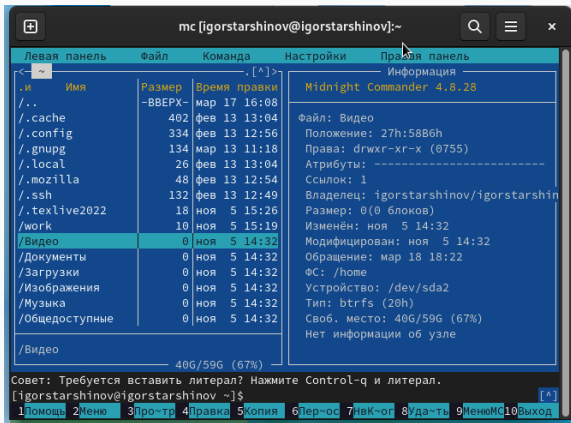 mc [igorstarshinov@igorstarshinov]:~
Левая панель Файл Команда Настройки Правая панель
<- ~ .[^]>
.и Имя Размер Время правки
/.. -ВВЕРХ- мар 17 16:08
/.cache 402 фев 13 13:04
/.config 334 фев 13 12:56
/.gnupg 134 мар 13 11:18
/.local 26 фев 13 13:04
/.mozilla 48 фев 13 12:54
/.ssh 132 фев 13 12:49
/.texlive2022 18 ноя 5 15:26
/work 10 ноя 5 15:19
/Видео 0 ноя 5 14:32
/Документы 0 ноя 5 14:32
/Загрузки 0 ноя 5 14:32
/Изображения 0 ноя 5 14:32
/Музыка 0 ноя 5 14:32
/Общедоступные 0 ноя 5 14:32
/Видео
40G/59G (67%)
Информация
Midnight Commander 4.8.28
Файл: Видео
Положение: 27h:58B6h
Права: drwxr-xr-x (0755)
Атрибуты: ------------------------
Ссылок: 1
Владелец: igorstarshinov/igorstarshin
Размер: 0(0 блоков)
Изменён: ноя 5 14:32
Модифицирован: ноя 5 14:32
Обращение: мар 18 18:22
ФС: /home
Устройство: /dev/sda2
Тип: btrfs (20h)
Своб. место: 40G/59G (67%)
Нет информации об узле
Совет: Требуется вставить литерал? Нажмите Control-q и литерал.
[igorstarshinov@igorstarshinov ~]$ [^]
1Помощь 2Меню 3Про~тр 4Правка 5Копия 6Пер~ос 7НвК~ог 8Уда~ть 9МенюMC 10Выход